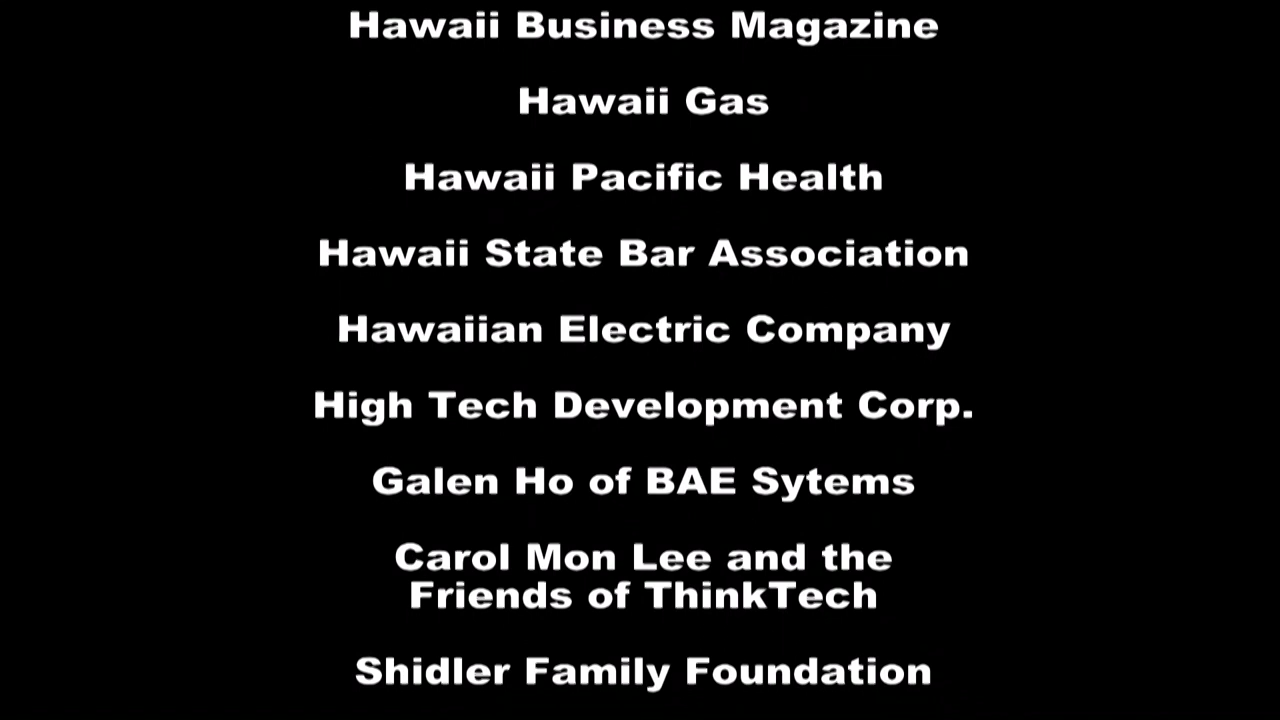 Hawaii Business Magazine
Hawaii Gas
Hawaii Pacific Health
Hawaii State Bar Association
Hawaiian Electric Company
High Tech Development Corp.
Galen Ho of BAE Sytems
Carol Mon Lee and the
Friends of ThinkTech
Shidler Family Foundation